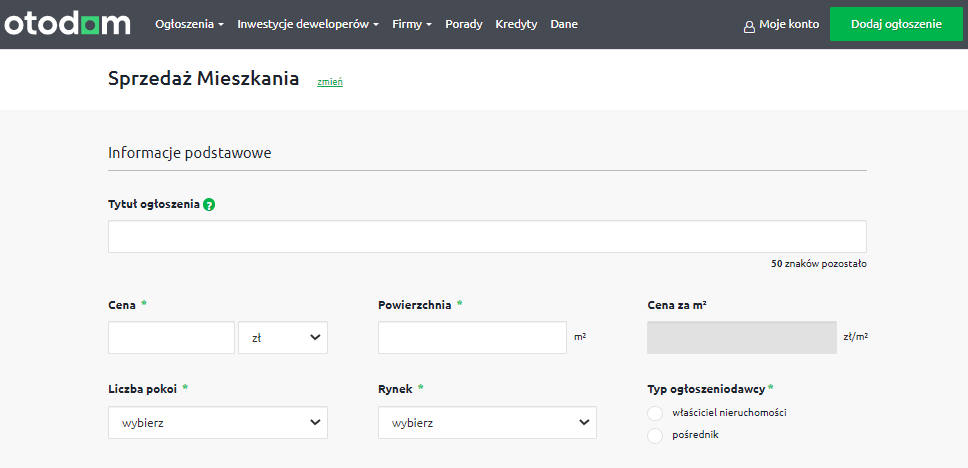 otodom Ogłoszenia Inwestycje deweloperów Firmy Porady Kredyty Dane Moje konto Dodaj ogłoszenie
Sprzedaż Mieszkania zmień
Informacje podstawowe
Tytuł ogłoszenia ?
50 znaków pozostało
Cena * Powierzchnia * Cena za m²
zł m² zł/m²
Liczba pokoi * Rynek * Typ ogłoszeniodawcy *
wybierz wybierz właściciel nieruchomości
pośrednik